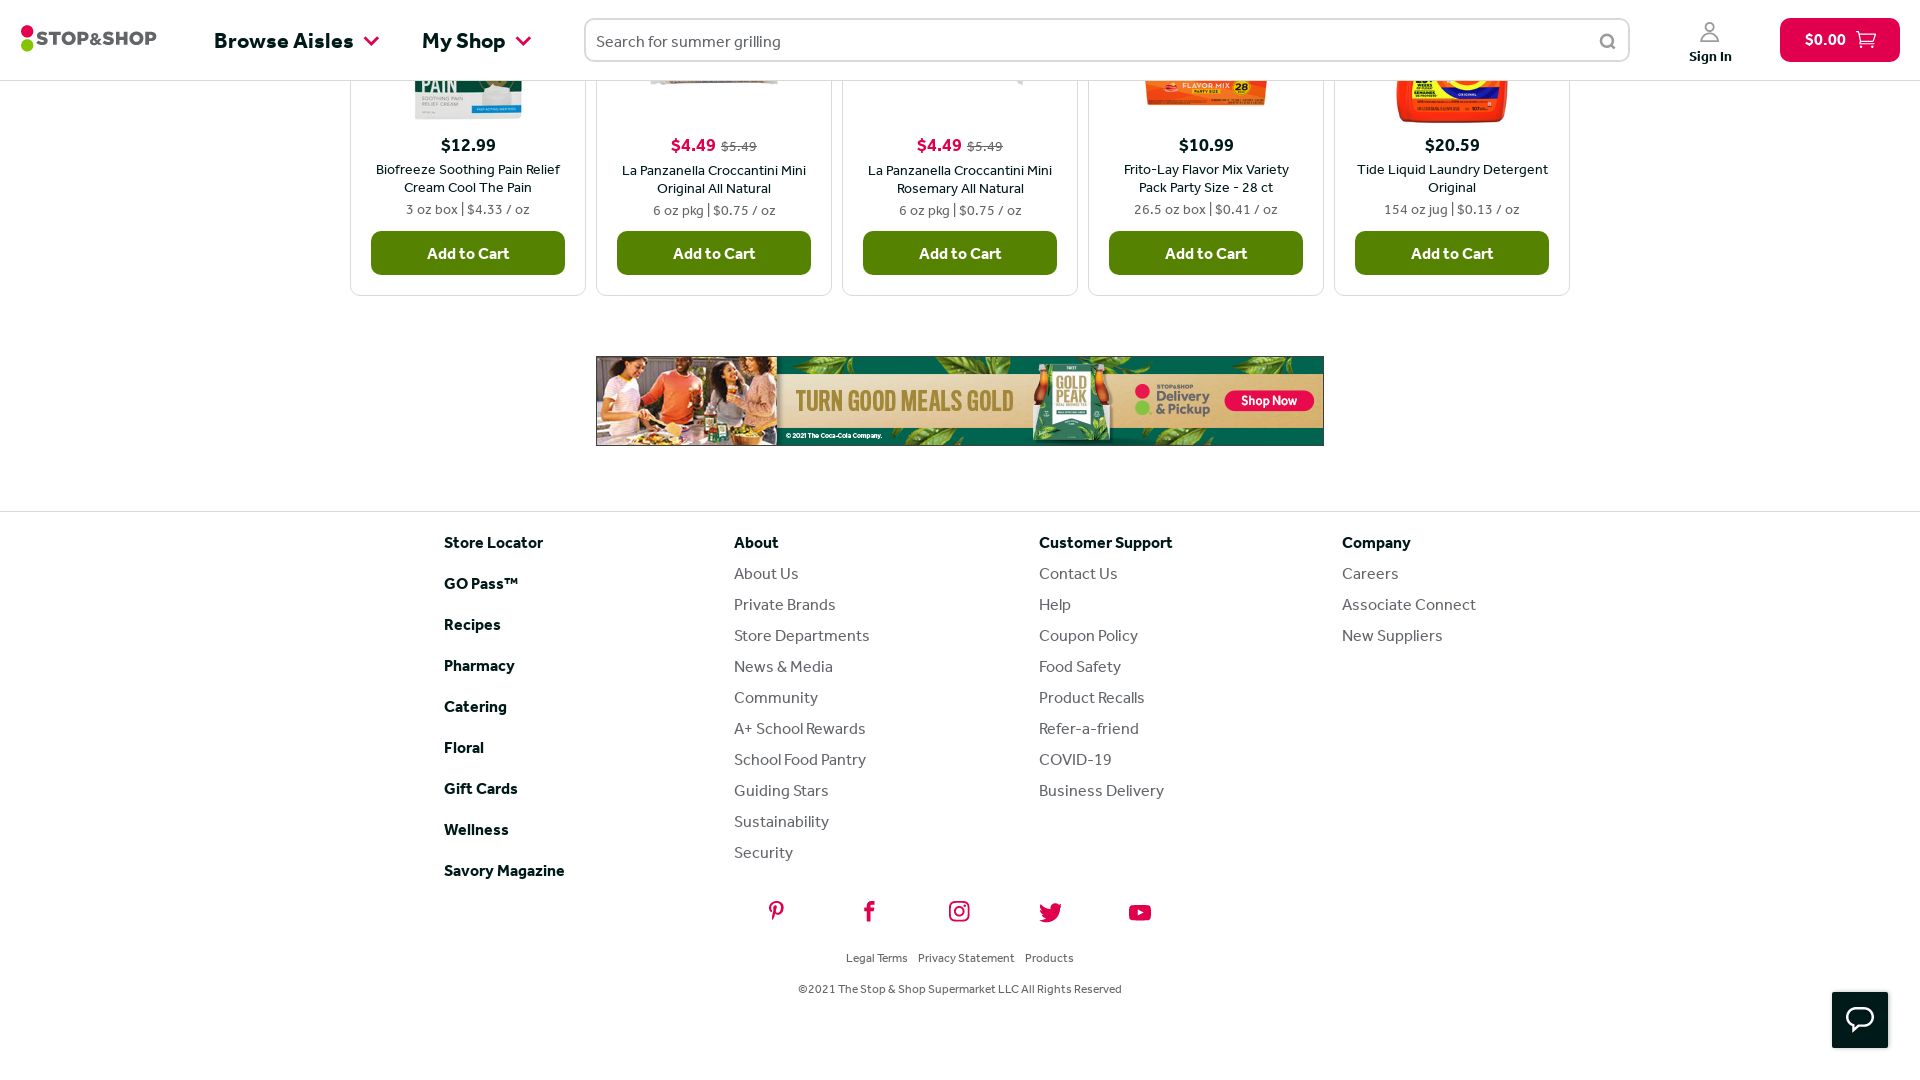 STOP&SHOP
Browse Aisles
My Shop
Search for summer grilling
Sign In
$0.00
PAIN
SOOTHING PAIN
RELIEF CREAM
FLAVOR MIX
PARTY SIZE
28
ORIGINAL
$12.99
Biofreeze Soothing Pain Relief
Cream Cool The Pain
3 oz box | $4.33 / oz
Add to Cart
$4.49 $5.49
La Panzanella Croccantini Mini
Original All Natural
6 oz pkg | $0.75 / oz
Add to Cart
$4.49 $5.49
La Panzanella Croccantini Mini
Rosemary All Natural
6 oz pkg | $0.75 / oz
Add to Cart
$10.99
Frito-Lay Flavor Mix Variety
Pack Party Size - 28 ct
26.5 oz box | $0.41 / oz
Add to Cart
$20.59
Tide Liquid Laundry Detergent
Original
154 oz jug | $0.13 / oz
Add to Cart
TURN GOOD MEALS GOLD
© 2021 The Coca-Cola Company.
GOLD
PEAK
STOP&SHOP
Delivery
& Pickup
Shop Now
Store Locator
GO Pass™
Recipes
Pharmacy
Catering
Floral
Gift Cards
Wellness
Savory Magazine
About
About Us
Private Brands
Store Departments
News & Media
Community
A+ School Rewards
School Food Pantry
Guiding Stars
Sustainability
Security
Customer Support
Contact Us
Help
Coupon Policy
Food Safety
Product Recalls
Refer-a-friend
COVID-19
Business Delivery
Company
Careers
Associate Connect
New Suppliers
Legal Terms Privacy Statement Products
©2021 The Stop & Shop Supermarket LLC All Rights Reserved